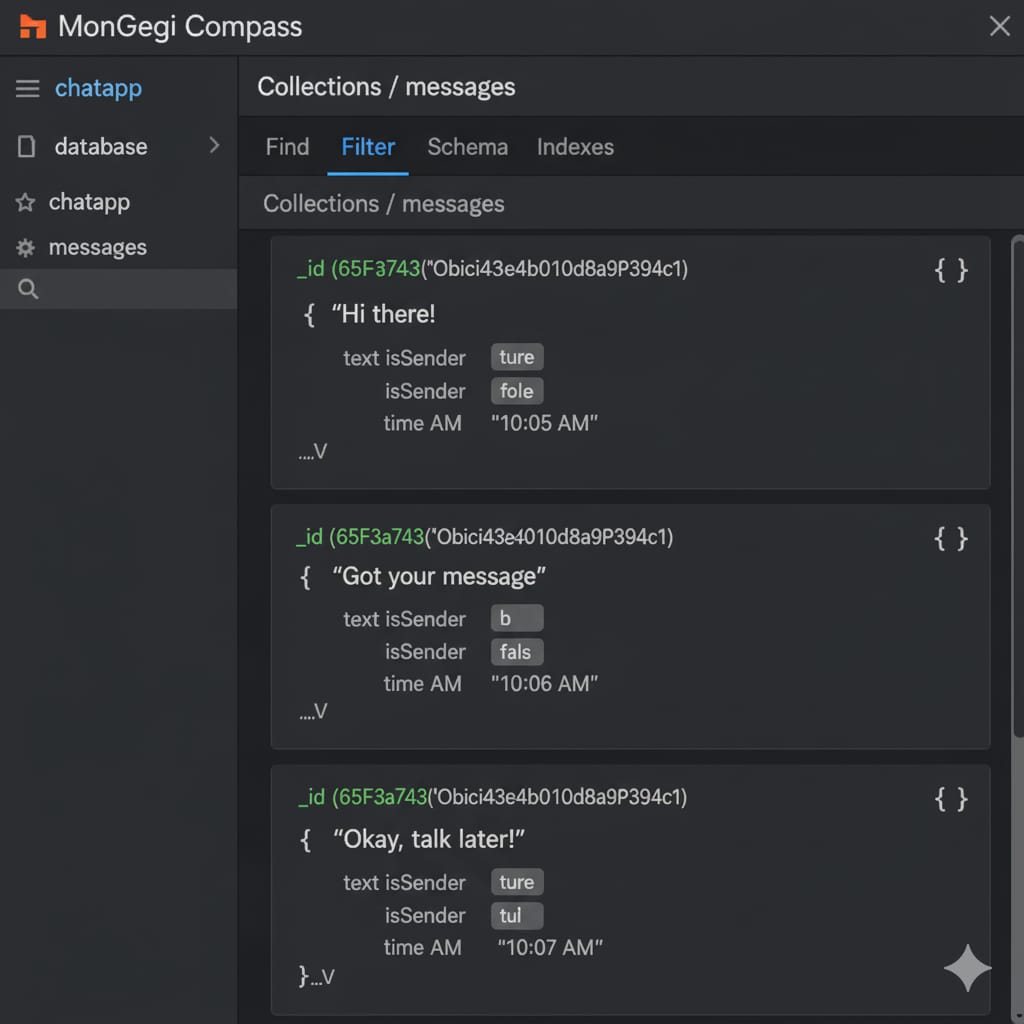 MonGegi Compass
chatapp
database
chatapp
messages
Collections / messages
Find Filter Schema Indexes
Collections / messages
_id (65F3743("Obici43e4b010d8a9P394c1)
{ }
{ “Hi there!
text isSender ture
isSender fole
time AM "10:05 AM”
....V
_id (65F3a743("Obici43e4010d8a9P394c1)
{ }
{ “Got your message”
text isSender b
isSender fals
time AM "10:06 AM”
....V
_id (65F3a743("Obici43e4b010d8a9P394c1)
{ }
{ “Okay, talk later!”
text isSender ture
isSender tul
time AM "10:07 AM”
}...V